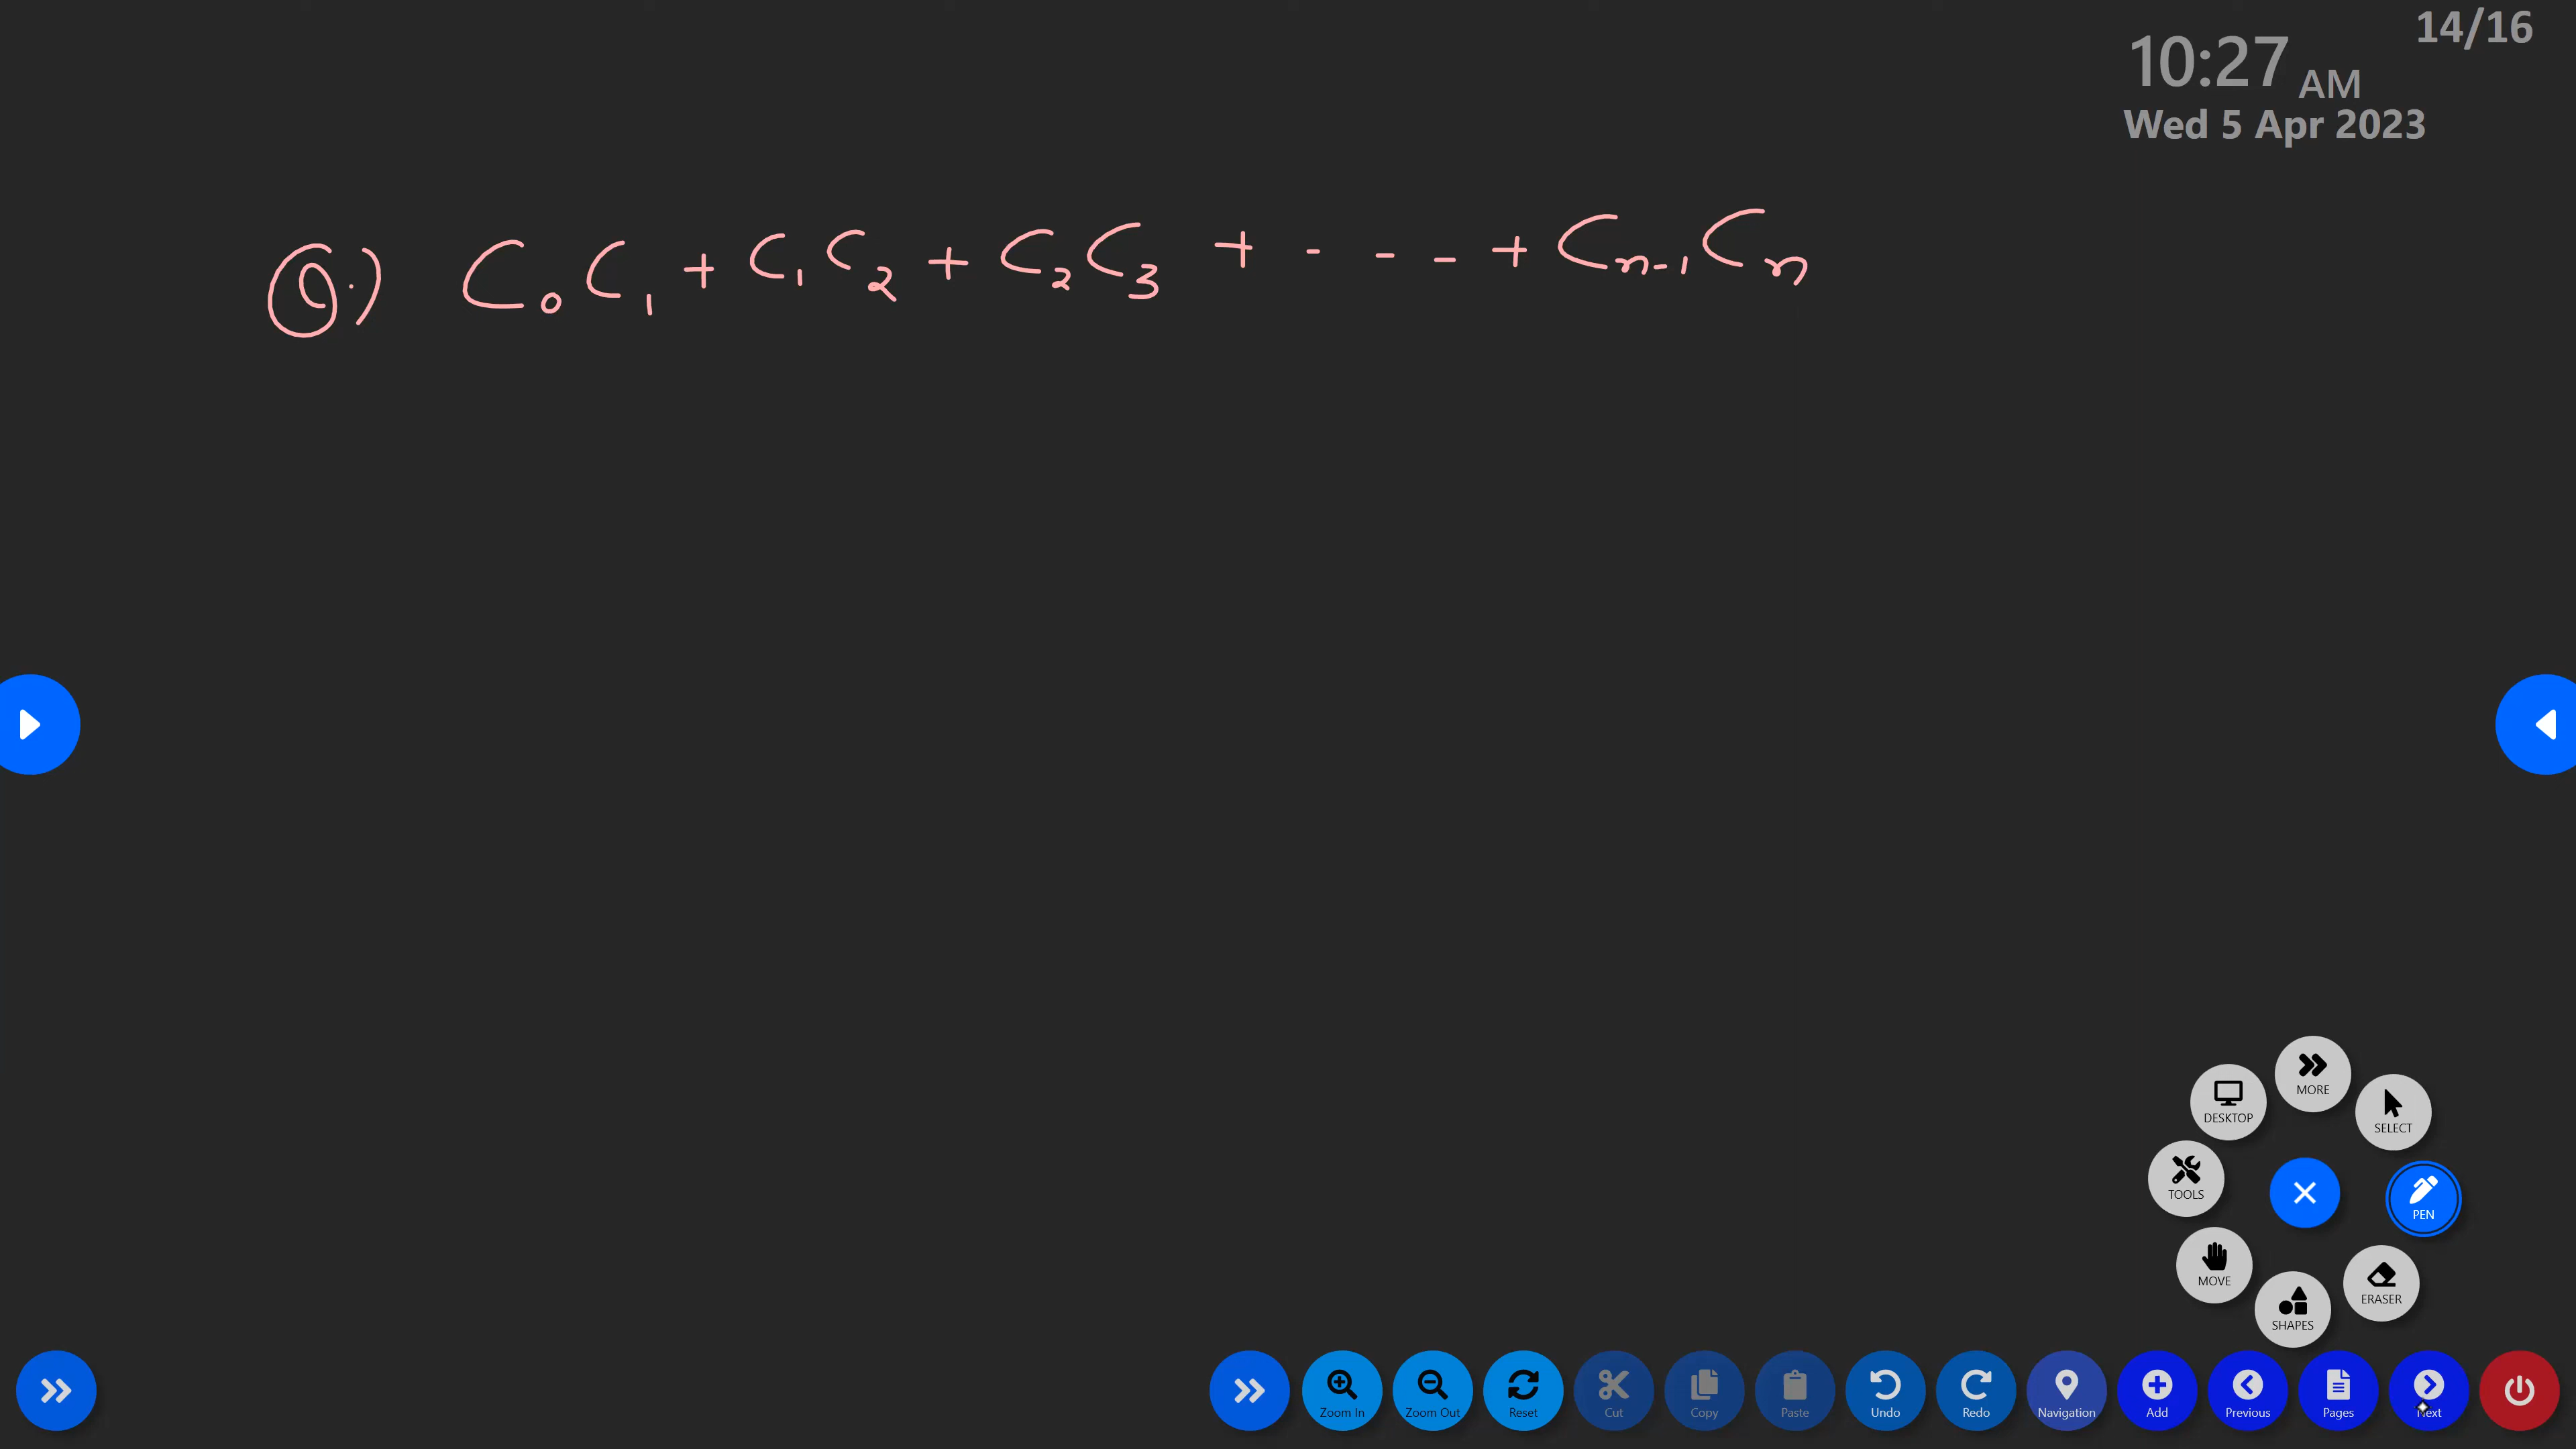 14/16
10:27 AM
Wed 5 Apr 2023
Q.) C₀C₁ + C₁C₂ + C₂C₃ + - - - + Cₙ₋₁Cₙ
MORE
DESKTOP
SELECT
TOOLS
PEN
MOVE
ERASER
SHAPES
Zoom In
Zoom Out
Reset
Cut
Copy
Paste
Undo
Redo
Navigation
Add
Previous
Pages
Next